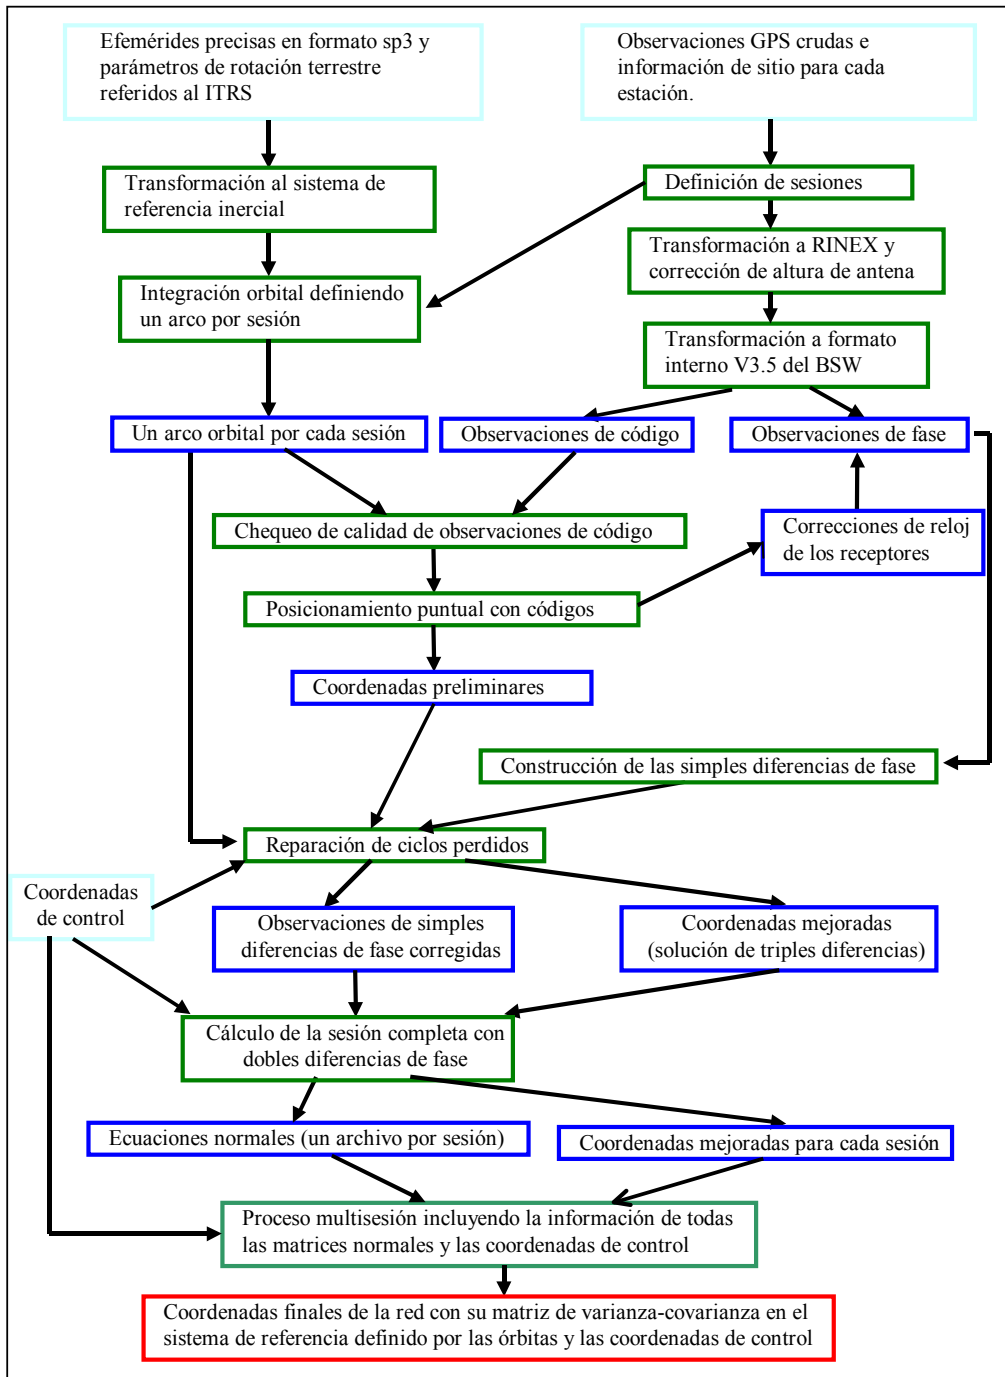 Efemérides precisas en formato sp3 y
parámetros de rotación terrestre
referidos al ITRS
Observaciones GPS crudas e
información de sitio para cada
estación.
Transformación al sistema de
referencia inercial
Definición de sesiones
Transformación a RINEX y
corrección de altura de antena
Integración orbital definiendo
un arco por sesión
Transformación a formato
interno V3.5 del BSW
Un arco orbital por cada sesión
Observaciones de código
Observaciones de fase
Chequeo de calidad de observaciones de código
Correcciones de reloj
de los receptores
Posicionamiento puntual con códigos
Coordenadas preliminares
Construcción de las simples diferencias de fase
Reparación de ciclos perdidos
Coordenadas
de control
Observaciones de simples
diferencias de fase corregidas
Coordenadas mejoradas
(solución de triples diferencias)
Cálculo de la sesión completa con
dobles diferencias de fase
Ecuaciones normales (un archivo por sesión)
Coordenadas mejoradas para cada sesión
Proceso multisesión incluyendo la información de todas
las matrices normales y las coordenadas de control
Coordenadas finales de la red con su matriz de varianza-covarianza en el
sistema de referencia definido por las órbitas y las coordenadas de control